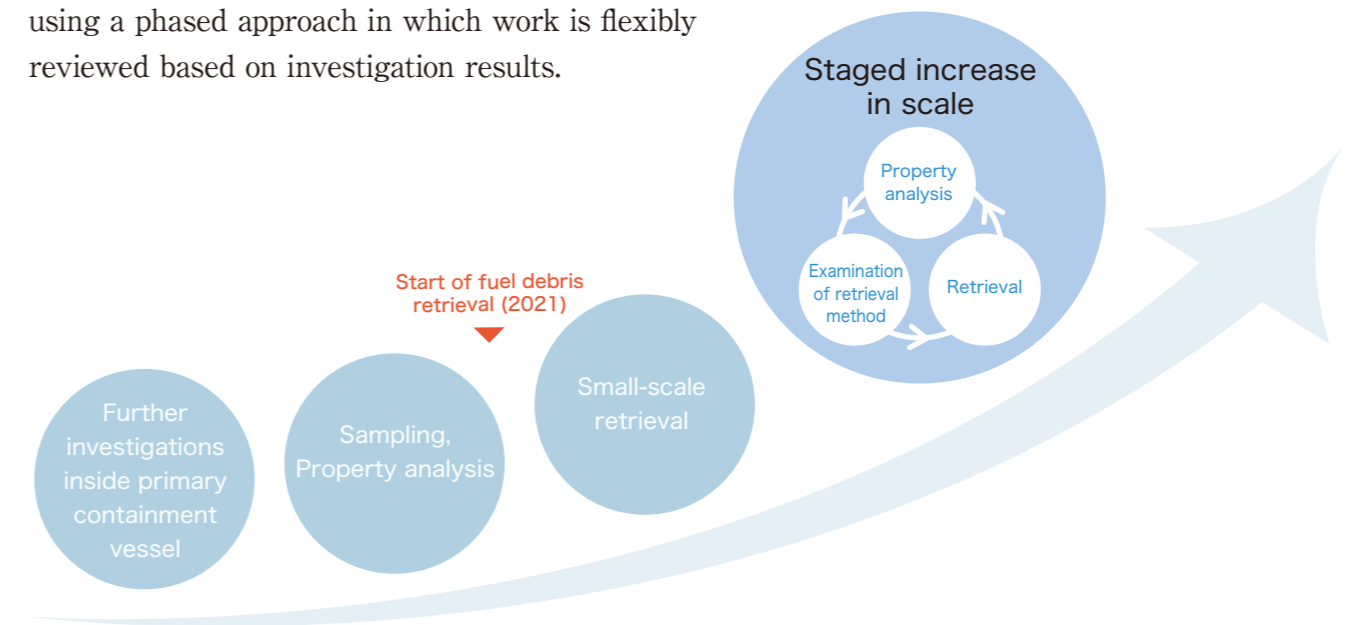 using a phased approach in which work is flexibly
reviewed based on investigation results.
Further
investigations
inside primary
containment
vessel
Sampling,
Property analysis
Start of fuel debris
retrieval (2021)
Small-scale
retrieval
Staged increase
in scale
Property
analysis
Examination
of retrieval
method
Retrieval